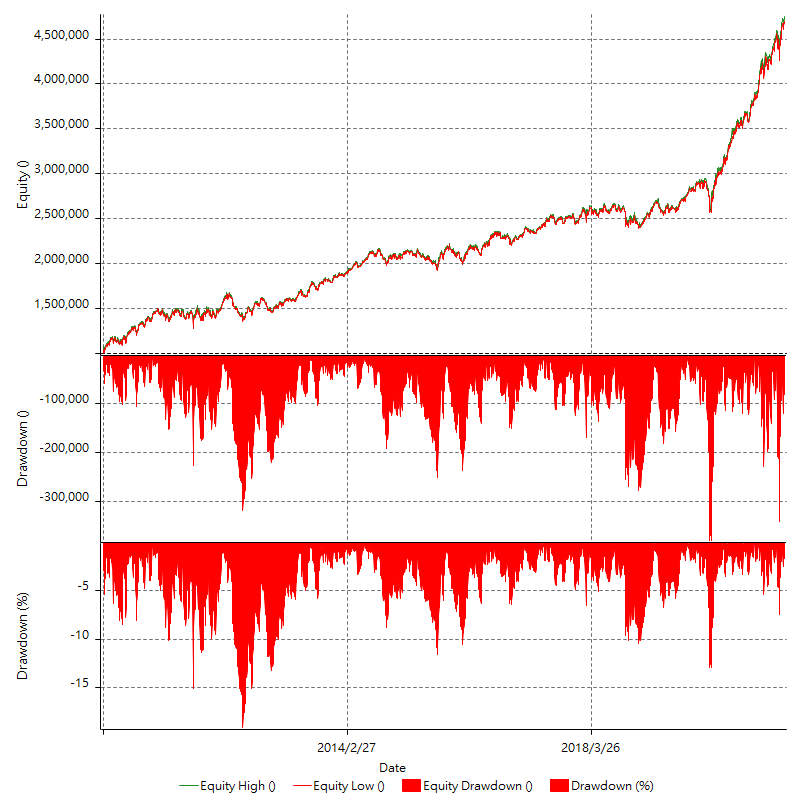 4,500,000
4,000,000
3,500,000
3,000,000
2,500,000
2,000,000
1,500,000
Equity ()
-100,000
-200,000
-300,000
Drawdown ()
-5
-10
-15
Drawdown (%)
2014/2/27 2018/3/26
Date
Equity High () Equity Low () Equity Drawdown () Drawdown (%)